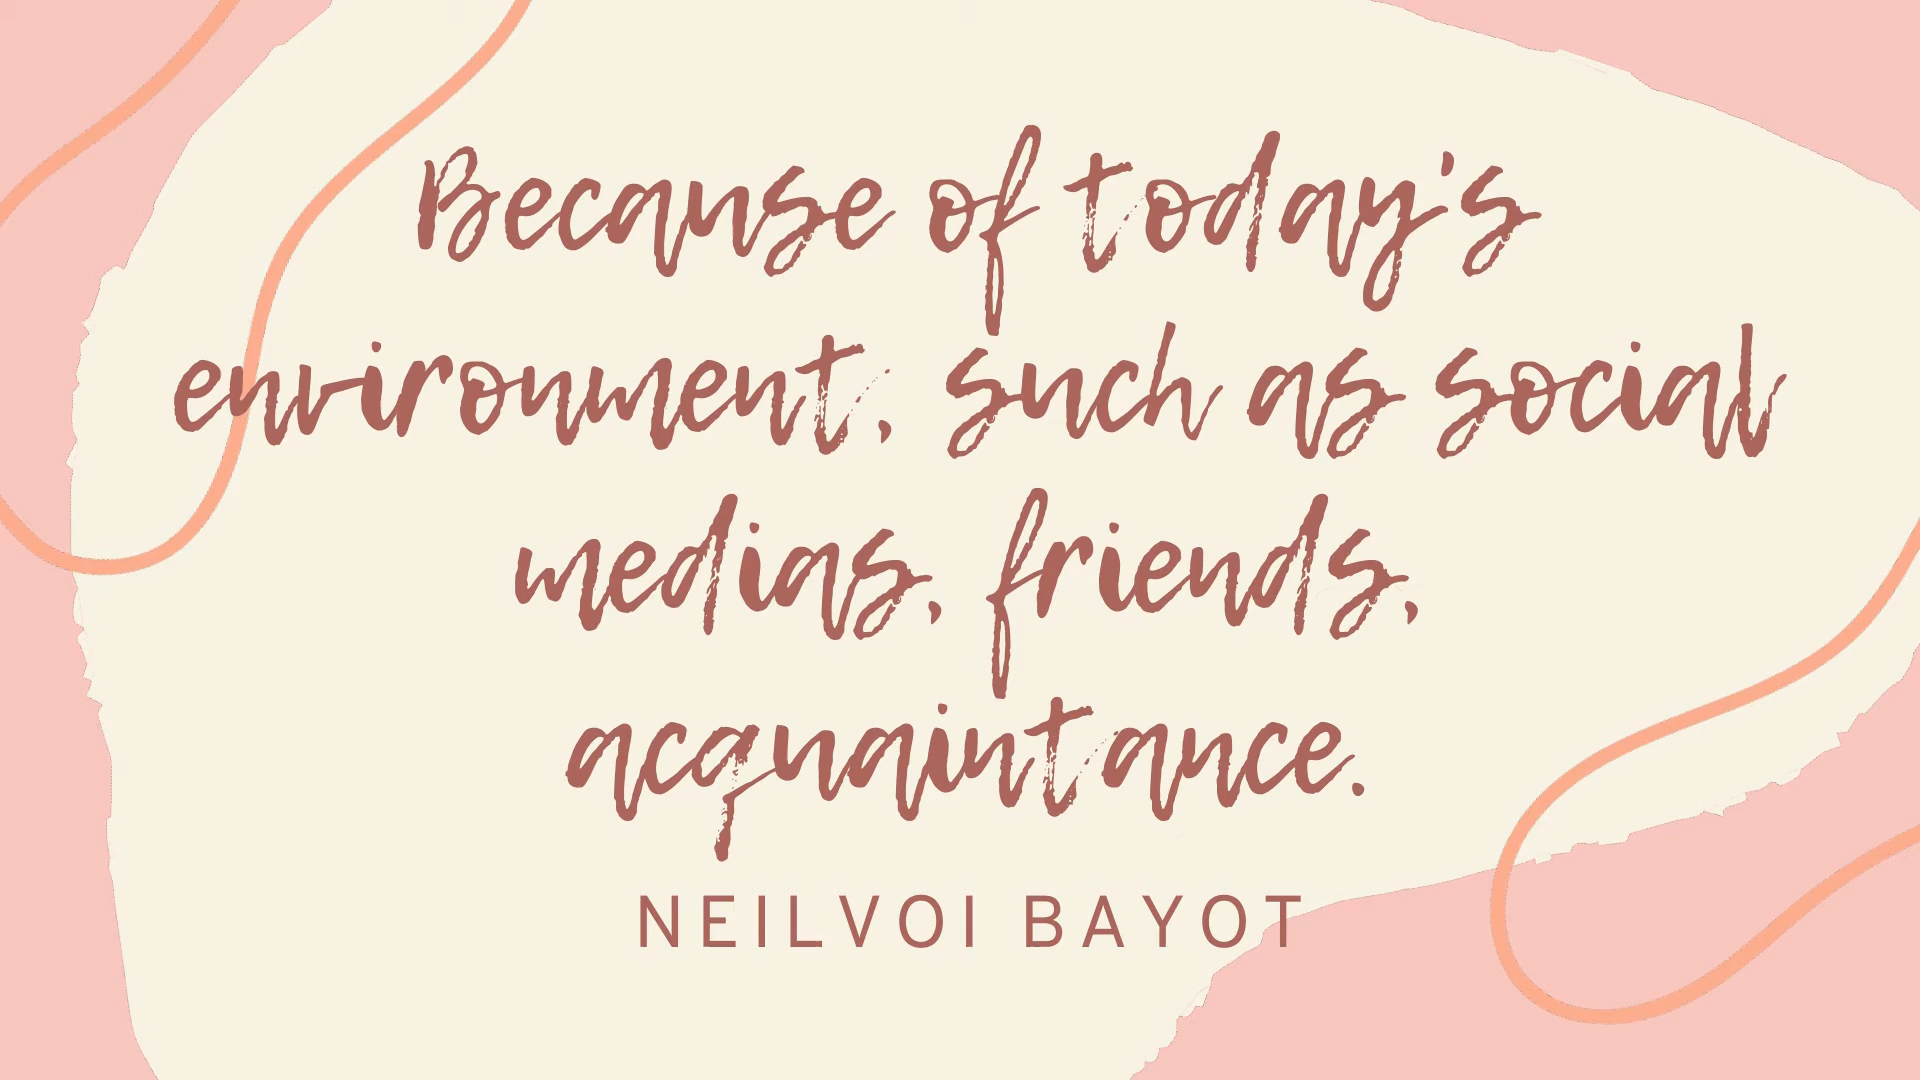 Because of today's
environment, such as social
medias, friends,
acquaintance.
NEILVOI BAYOT